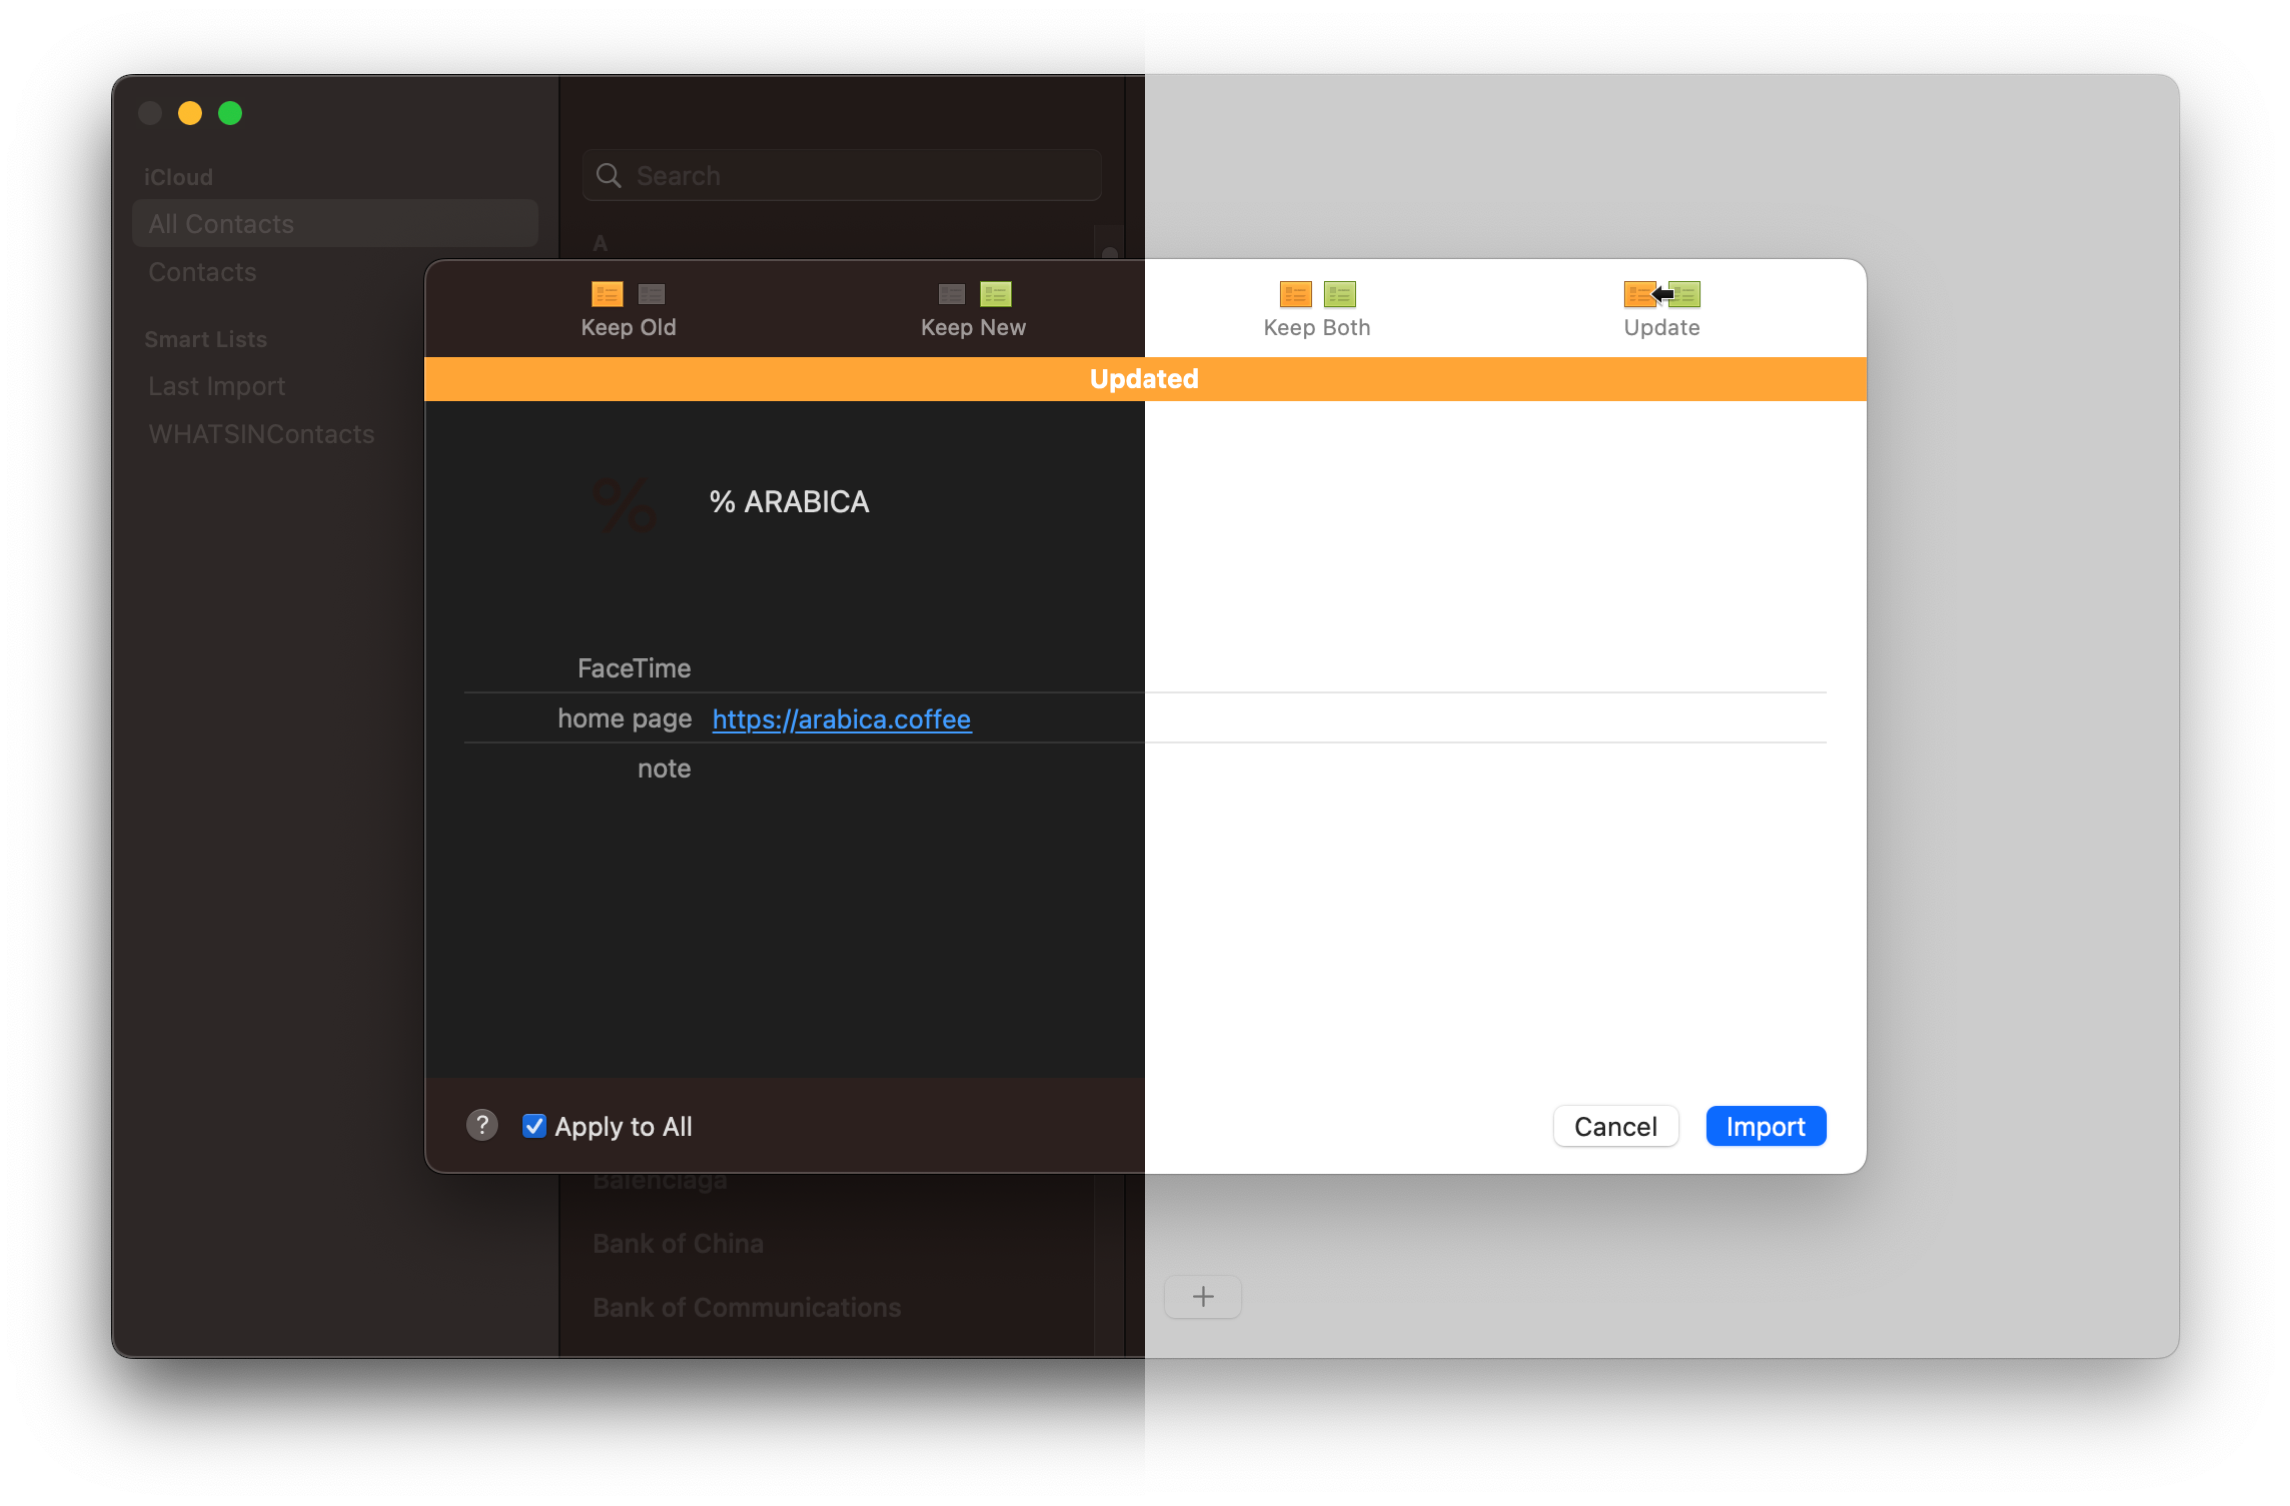 iCloud
All Contacts
Contacts
Smart Lists
Last Import
WHATSINContacts
Search
A
Keep Old
Keep New
Keep Both
Update
Updated
%
% ARABICA
FaceTime
home page https://arabica.coffee
note
?
Apply to All
Cancel
Import
Balenciaga
Bank of China
Bank of Communications
+